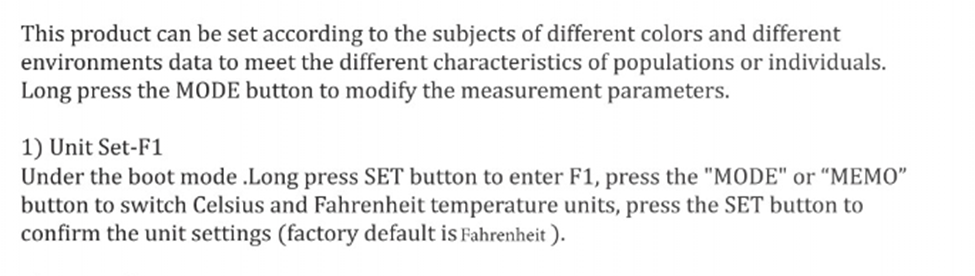 This product can be set according to the subjects of different colors and different
environments data to meet the different characteristics of populations or individuals.
Long press the MODE button to modify the measurement parameters.
1) Unit Set-F1
Under the boot mode .Long press SET button to enter F1, press the "MODE" or “MEMO”
button to switch Celsius and Fahrenheit temperature units, press the SET button to
confirm the unit settings (factory default is Fahrenheit ).